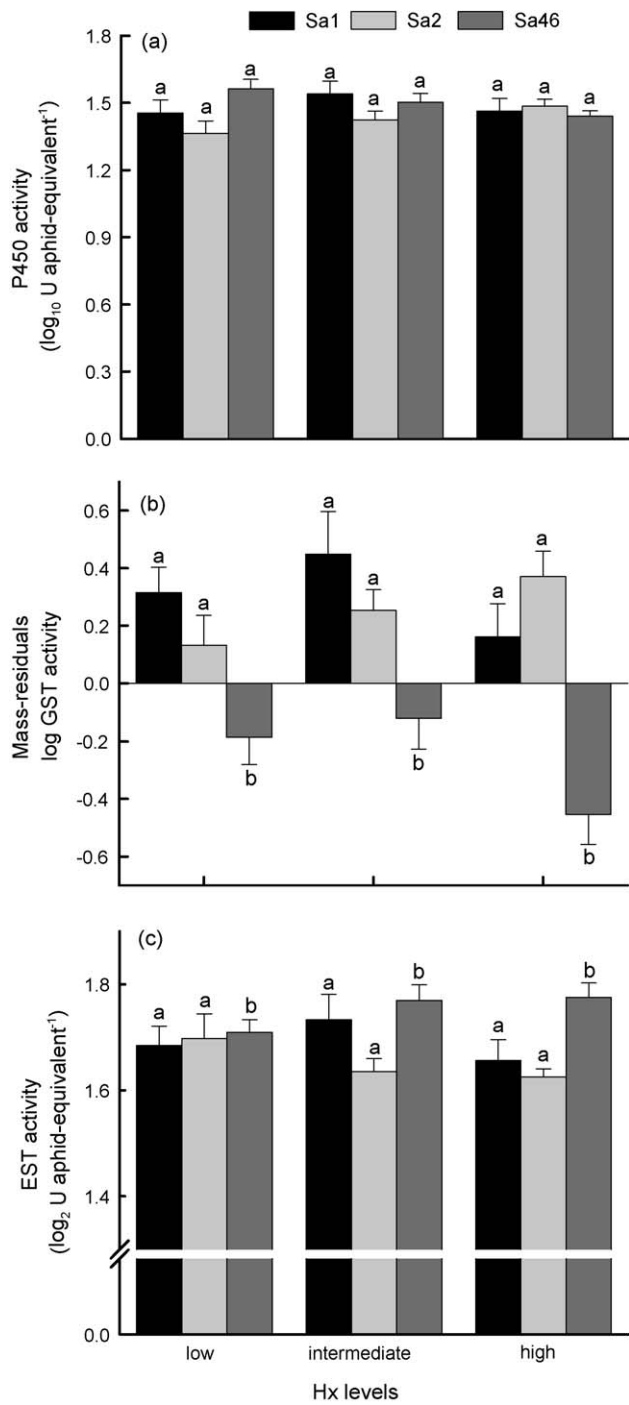 Sa1 Sa2 Sa46
(a)
P450 activity
(log10 U aphid-equivalent-1)
1.8
1.5
1.2
0.9
0.6
0.3
0.0
a a a a a a a a a
(b)
Mass-residuals
log GST activity
0.6
0.4
0.2
0.0
-0.2
-0.4
-0.6
a a b a a b a a b
(c)
EST activity
(log2 U aphid-equivalent-1)
1.8
1.6
1.4
0.0
a a b a a b a a b
low intermediate high
Hx levels